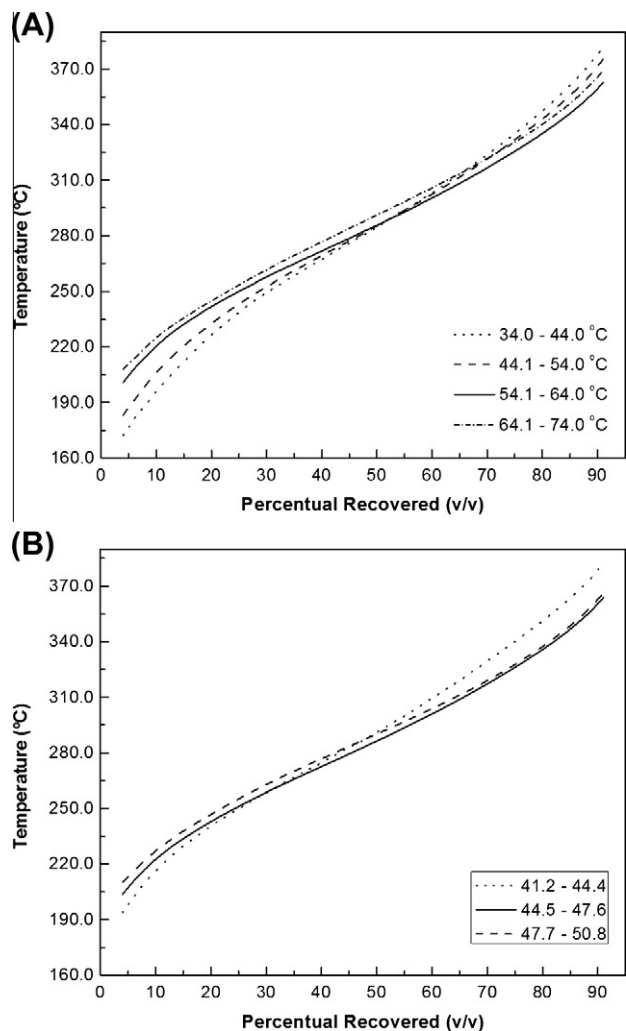 (A)
370.0
340.0
310.0
280.0
250.0
220.0
190.0
160.0
Temperature (ºC)
34.0 - 44.0 °C
44.1 - 54.0 °C
54.1 - 64.0 °C
64.1 - 74.0 °C
0 10 20 30 40 50 60 70 80 90
Percentual Recovered (v/v)
(B)
370.0
340.0
310.0
280.0
250.0
220.0
190.0
160.0
Temperature (ºC)
41.2 - 44.4
44.5 - 47.6
47.7 - 50.8
0 10 20 30 40 50 60 70 80 90
Percentual Recovered (v/v)